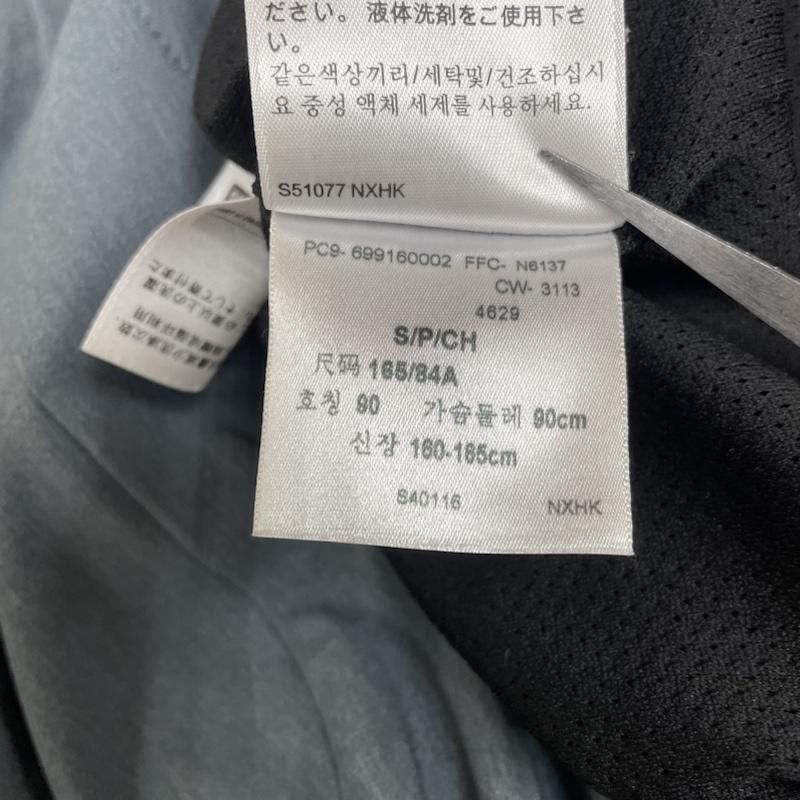 ださい。 液体洗剤をご使用下さ
い。
같은색상끼리/세탁및/건조하십시
요 중성 액체 세제를 사용하세요.
S51077 NXHK
PC9- 699160002 FFC- N6137
CW- 3113
4629
S/P/CH
尺码 165/84A
호칭 90 가슴둘레 90cm
신장 160-165cm
S40116 NXHK